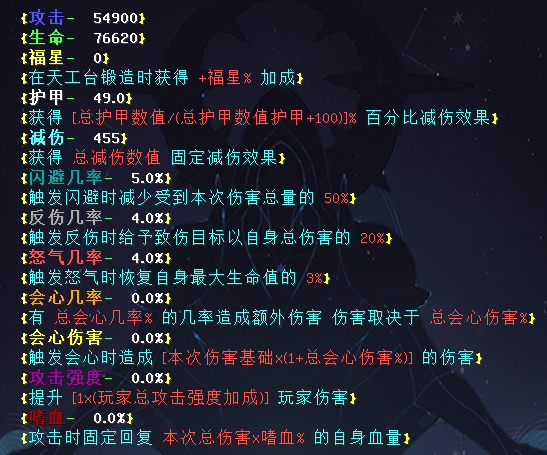 {攻击- 54900}
{生命- 76620}
{福星- 0}
{在天工台锻造时获得 +福星% 加成}
{护甲- 49.0}
{获得 [总护甲数值/(总护甲数值护甲+100)]% 百分比减伤效果}
{减伤- 455}
{获得 总减伤数值 固定减伤效果}
{闪避几率- 5.0%}
{触发闪避时减少受到本次伤害总量的 50%}
{反伤几率- 4.0%}
{触发反伤时给予致伤目标以自身总伤害的 20%}
{怒气几率- 4.0%}
{触发怒气时恢复自身最大生命值的 3%}
{会心几率- 0.0%}
{有 总会心几率% 的几率造成额外伤害 伤害取决于 总会心伤害%}
{会心伤害- 0.0%}
{触发会心时造成 [本次伤害基础x(1+总会心伤害%)] 的伤害}
{攻击强度- 0.0%}
{提升 [1x(玩家总攻击强度加成)] 玩家伤害}
{嗜血- 0.0%}
{攻击时固定回复 本次总伤害x嗜血% 的自身血量}